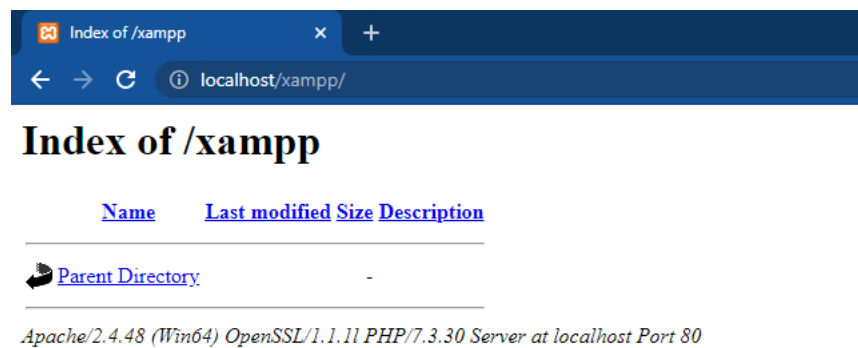 Index of /xampp
localhost/xampp/
Index of /xampp
Name Last modified Size Description
Parent Directory -
Apache/2.4.48 (Win64) OpenSSL/1.1.1l PHP/7.3.30 Server at localhost Port 80